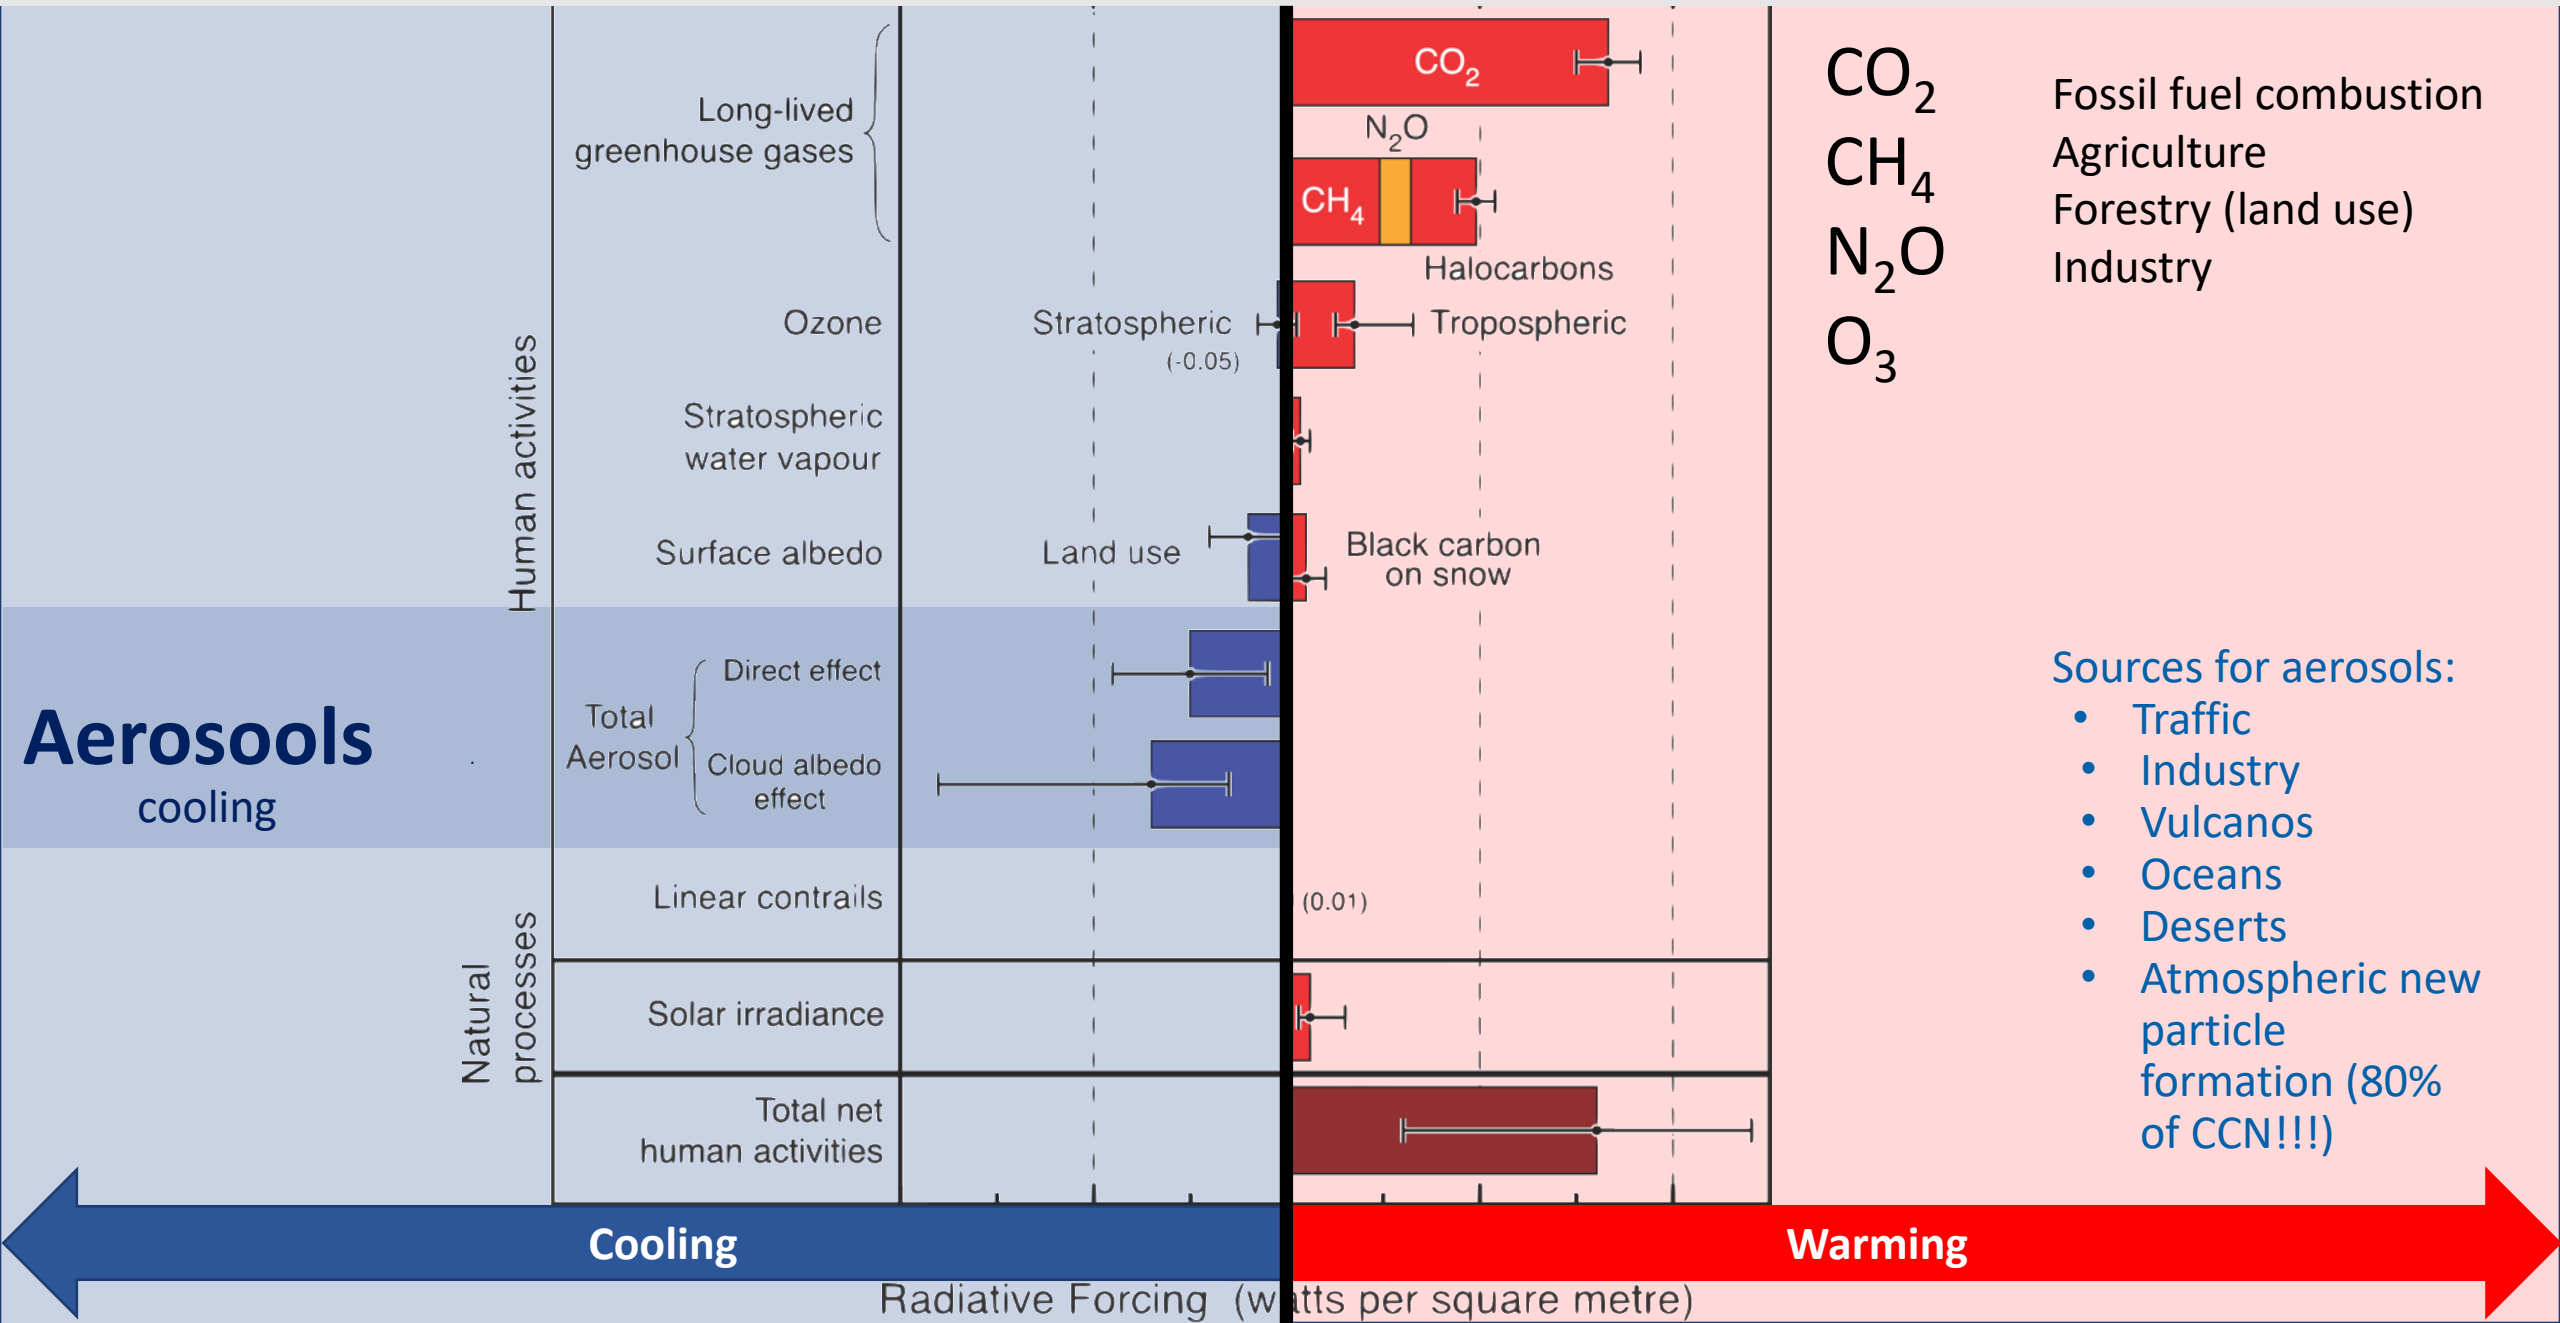 CO2
N2O
CH4
Halocarbons
Long-lived
greenhouse gases
Ozone
Stratospheric
(-0.05)
Tropospheric
Stratospheric
water vapour
Surface albedo
Land use
Black carbon
on snow
Human activities
Aerosools
cooling
Total
Aerosol
Direct effect
Cloud albedo
effect
Linear contrails
(0.01)
Natural
processes
Solar irradiance
Total net
human activities
CO2
CH4
N2O
O3
Fossil fuel combustion
Agriculture
Forestry (land use)
Industry
Sources for aerosols:
• Traffic
• Industry
• Vulcanos
• Oceans
• Deserts
• Atmospheric new
particle
formation (80%
of CCN!!!)
Cooling
Warming
Radiative Forcing (watts per square metre)